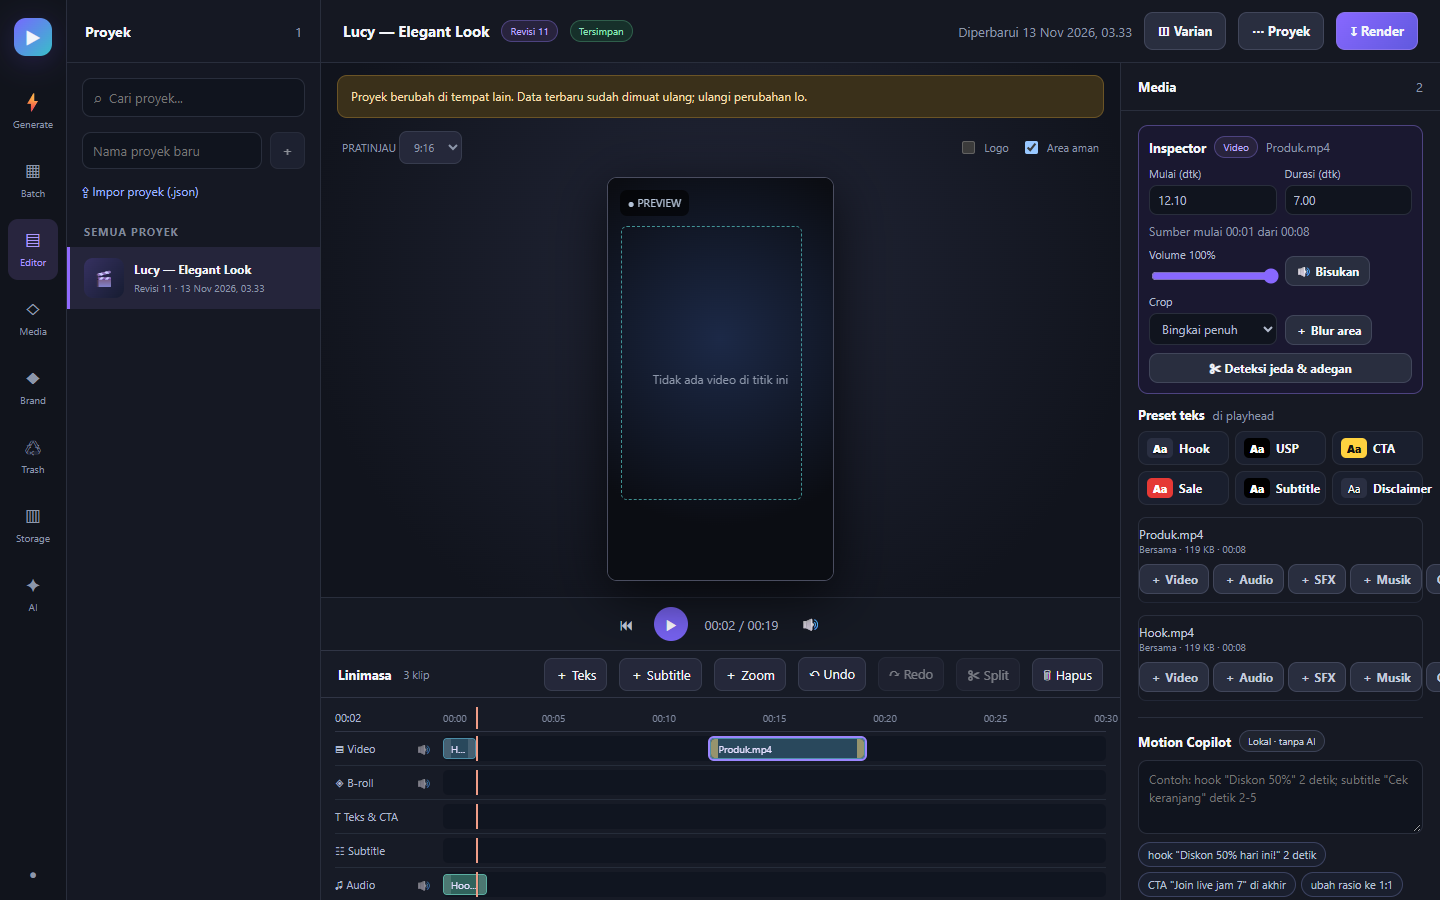 Generate
Batch
Editor
Media
Brand
Trash
Storage
AI
Proyek 1
Cari proyek...
Nama proyek baru +
Impor proyek (.json)
SEMUA PROYEK
Lucy — Elegant Look
Revisi 11 · 13 Nov 2026, 03.33
Lucy — Elegant Look Revisi 11 Tersimpan Diperbarui 13 Nov 2026, 03.33 Varian ··· Proyek Render
Proyek berubah di tempat lain. Data terbaru sudah dimuat ulang; ulangi perubahan lo.
PRATINJAU 9:16 Logo Area aman
● PREVIEW
Tidak ada video di titik ini
00:02 / 00:19
Linimasa 3 klip + Teks + Subtitle + Zoom Undo Redo Split Hapus
00:02 00:00 00:05 00:10 00:15 00:20 00:25 00:30
Video H... Produk.mp4
B-roll
T Teks & CTA
Subtitle
Audio Hoo...
Media 2
Inspector Video Produk.mp4
Mulai (dtk) Durasi (dtk)
12.10 7.00
Sumber mulai 00:01 dari 00:08
Volume 100%
Bisukan
Crop
Bingkai penuh + Blur area
Deteksi jeda & adegan
Preset teks di playhead
Aa Hook Aa USP Aa CTA
Aa Sale Aa Subtitle Aa Disclaimer
Produk.mp4
Bersama · 119 KB · 00:08
+ Video + Audio + SFX + Musik
Hook.mp4
Bersama · 119 KB · 00:08
+ Video + Audio + SFX + Musik
Motion Copilot Lokal · tanpa AI
Contoh: hook "Diskon 50%" 2 detik; subtitle "Cek
keranjang" detik 2-5
hook "Diskon 50% hari ini!" 2 detik
CTA "Join live jam 7" di akhir ubah rasio ke 1:1